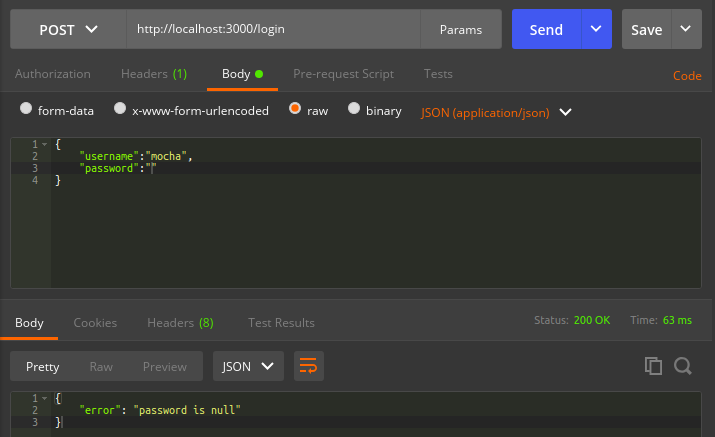 POST http://localhost:3000/login Params Send Save
Authorization Headers (1) Body Pre-request Script Tests Code
form-data x-www-form-urlencoded raw binary JSON (application/json)
1 {
2 "username":"mocha",
3 "password":""
4 }
Body Cookies Headers (8) Test Results Status: 200 OK Time: 63 ms
Pretty Raw Preview JSON
1 {
2 "error": "password is null"
3 }